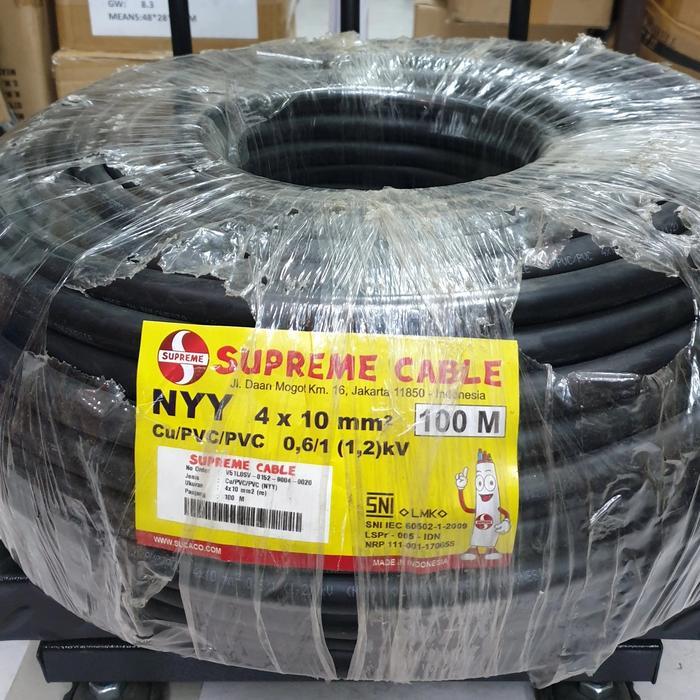 GW: 8.3
SUPREME
SUPREME CABLE
Jl. Daan Mogot Km. 16, Jakarta 11850 - Indonesia
NYY 4 x 10 mm² 100 M
Cu/PVC/PVC 0,6/1 (1,2)kV
SUPREME CABLE
No Order
Jenis Cu/PVC/PVC (NYY)
Ukuran 4x10 mm2 (rm)
Panjang 100 M
SNI LMK
SNI IEC 60502-1-2009
LSPr - 005 - IDN
WWW.SUCACO.COM
MADE IN INDONESIA